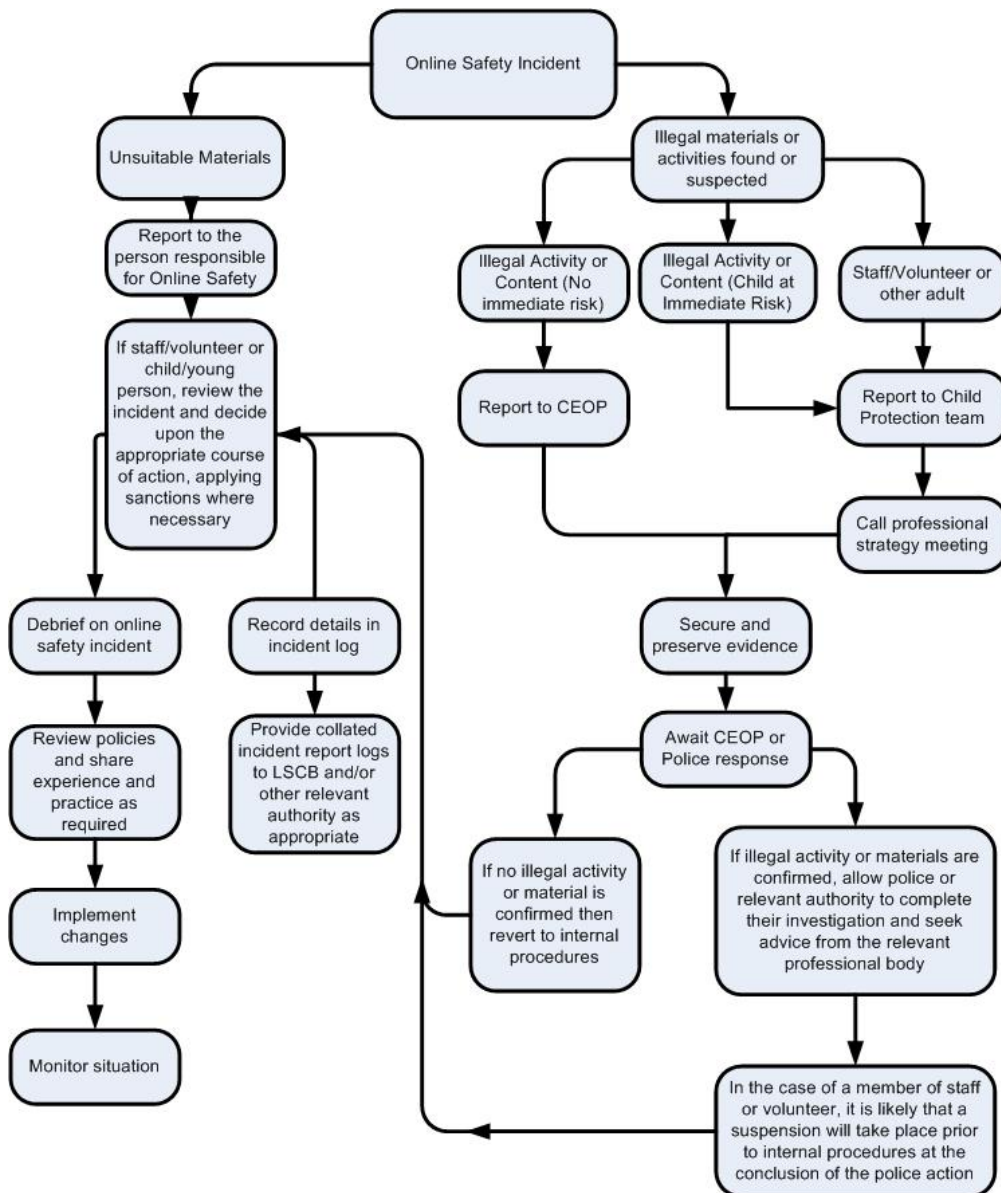 Online Safety Incident
Unsuitable Materials
Report to the
person responsible
for Online Safety
If staff/volunteer or
child/young
person, review the
incident and decide
upon the
appropriate course
of action, applying
sanctions where
necessary
Debrief on online
safety incident
Review policies
and share
experience and
practice as
required
Implement
changes
Monitor situation
Record details in
incident log
Provide collated
incident report logs
to LSCB and/or
other relevant
authority as
appropriate
Illegal materials or
activities found or
suspected
Illegal Activity or
Content (No
immediate risk)
Illegal Activity or
Content (Child at
Immediate Risk)
Staff/Volunteer or
other adult
Report to CEOP
Report to Child
Protection team
Call professional
strategy meeting
Secure and
preserve evidence
Await CEOP or
Police response
If no illegal activity
or material is
confirmed then
revert to internal
procedures
If illegal activity or materials are
confirmed, allow police or
relevant authority to complete
their investigation and seek
advice from the relevant
professional body
In the case of a member of staff
or volunteer, it is likely that a
suspension will take place prior
to internal procedures at the
conclusion of the police action